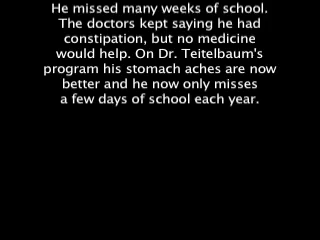 He missed many weeks of school.
The doctors kept saying he had
constipation, but no medicine
would help. On Dr. Teitelbaum's
program his stomach aches are now
better and he now only misses
a few days of school each year.